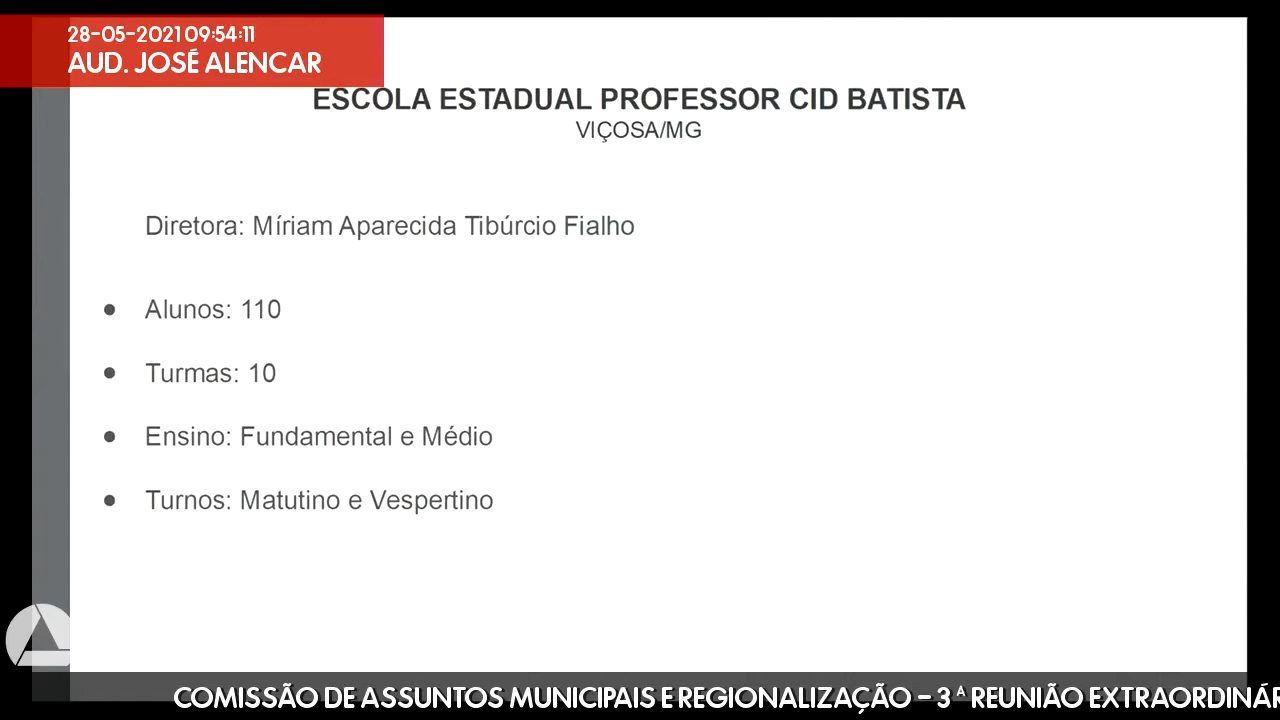 28-05-2021 09:54:11
AUD. JOSÉ ALENCAR
ESCOLA ESTADUAL PROFESSOR CID BATISTA
VIÇOSA/MG
Diretora: Míriam Aparecida Tibúrcio Fialho
● Alunos: 110
● Turmas: 10
● Ensino: Fundamental e Médio
● Turnos: Matutino e Vespertino
COMISSÃO DE ASSUNTOS MUNICIPAIS E REGIONALIZAÇÃO - 3 ª REUNIÃO EXTRAORDINÁR